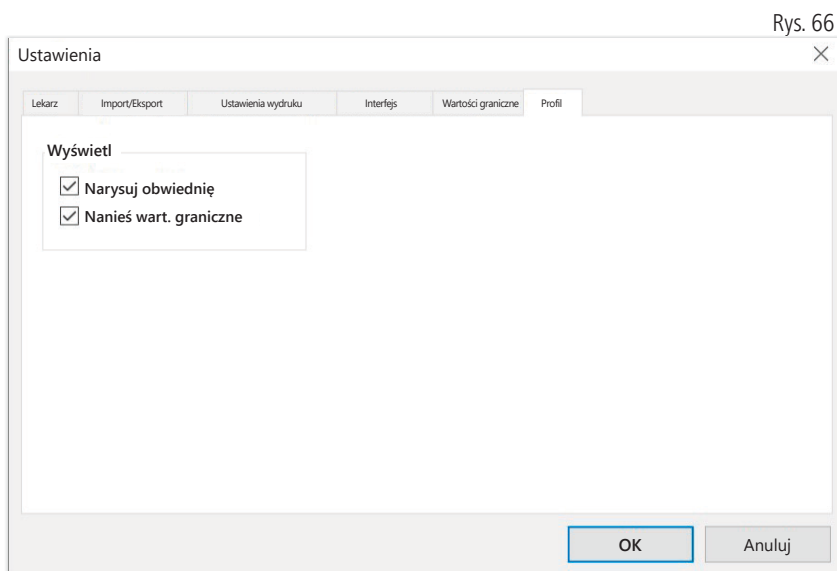 Rys. 66
Ustawienia
Lekarz Import/Eksport Ustawienia wydruku Interfejs Wartości graniczne Profil
Wyświetl
Narysuj obwiednię
Nanieś wart. graniczne
OK Anuluj